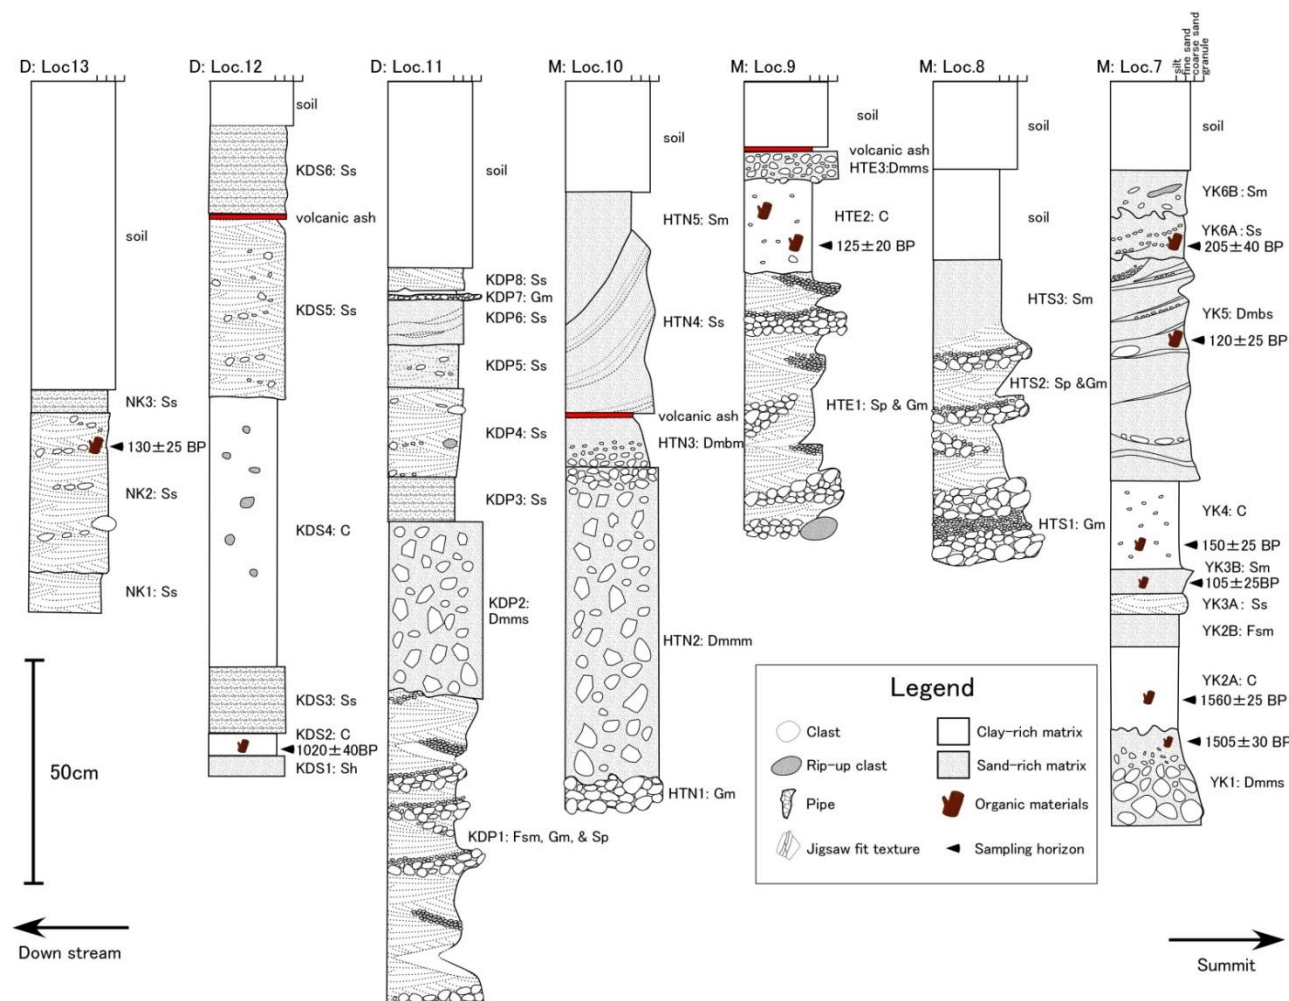 D: Loc13
soil
NK3: Ss
130±25 BP
NK2: Ss
NK1: Ss
50cm
Down stream
D: Loc.12
soil
KDS6: Ss
volcanic ash
KDS5: Ss
KDS4: C
KDS3: Ss
KDS2: C
1020±40BP
KDS1: Sh
D: Loc.11
soil
KDP8: Ss
KDP7: Gm
KDP6: Ss
KDP5: Ss
KDP4: Ss
KDP3: Ss
KDP2:
Dmms
KDP1: Fsm, Gm, & Sp
M: Loc.10
soil
HTN5: Sm
HTN4: Ss
volcanic ash
HTN3: Dmbm
HTN2: Dmmm
HTN1: Gm
M: Loc.9
soil
volcanic ash
HTE3:Dmms
HTE2: C
125±20 BP
HTE1: Sp & Gm
M: Loc.8
soil
HTS3: Sm
HTS2: Sp &Gm
HTS1: Gm
M: Loc.7
silt
fine sand
coarse sand
granule
soil
YK6B: Sm
YK6A: Ss
205±40 BP
YK5: Dmbs
120±25 BP
YK4: C
150±25 BP
YK3B: Sm
105±25BP
YK3A: Ss
YK2B: Fsm
YK2A: C
1560±25 BP
1505±30 BP
YK1: Dmms
Legend
Clast
Rip-up clast
Pipe
Jigsaw fit texture
Clay-rich matrix
Sand-rich matrix
Organic materials
Sampling horizon
Summit